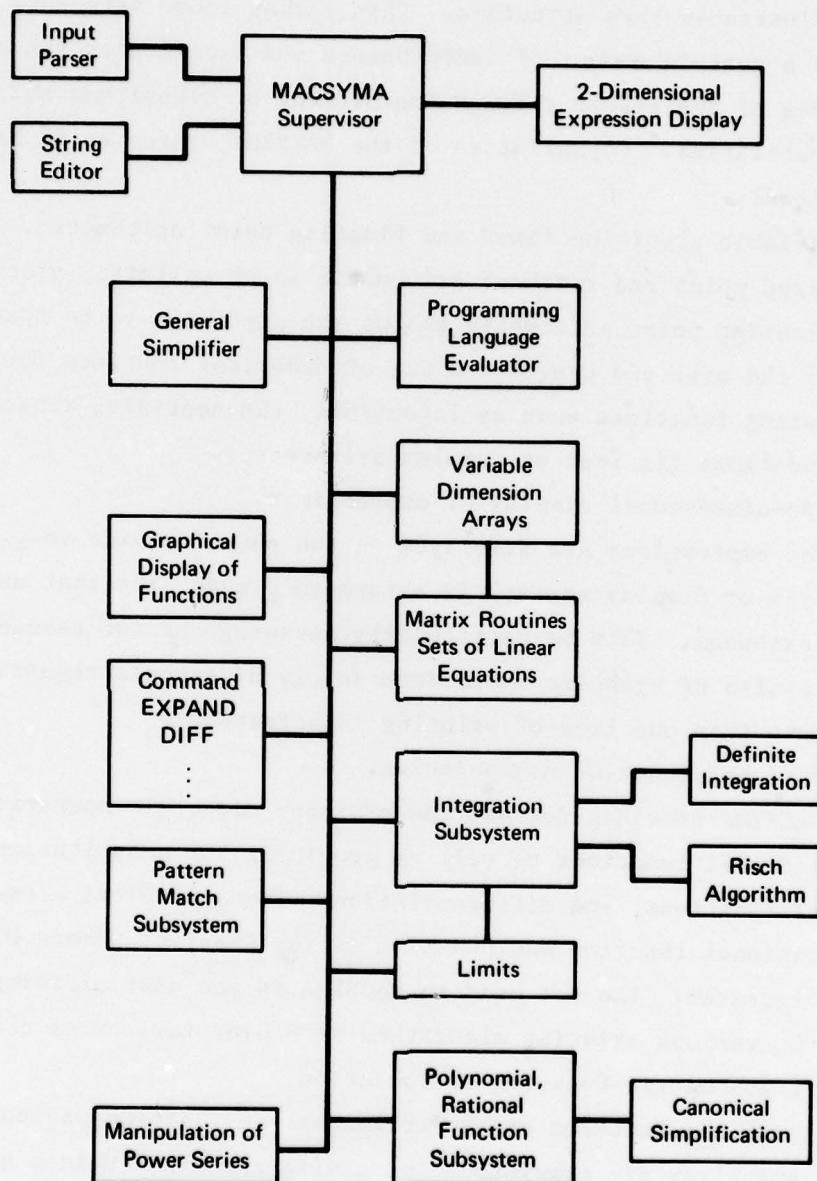 Input
Parser
MACSYMA
Supervisor
2-Dimensional
Expression Display
String
Editor
General
Simplifier
Programming
Language
Evaluator
Variable
Dimension
Arrays
Graphical
Display of
Functions
Matrix Routines
Sets of Linear
Equations
Command
EXPAND
DIFF
...
Definite
Integration
Integration
Subsystem
Risch
Algorithm
Pattern
Match
Subsystem
Limits
Polynomial,
Rational
Function
Subsystem
Canonical
Simplification
Manipulation of
Power Series